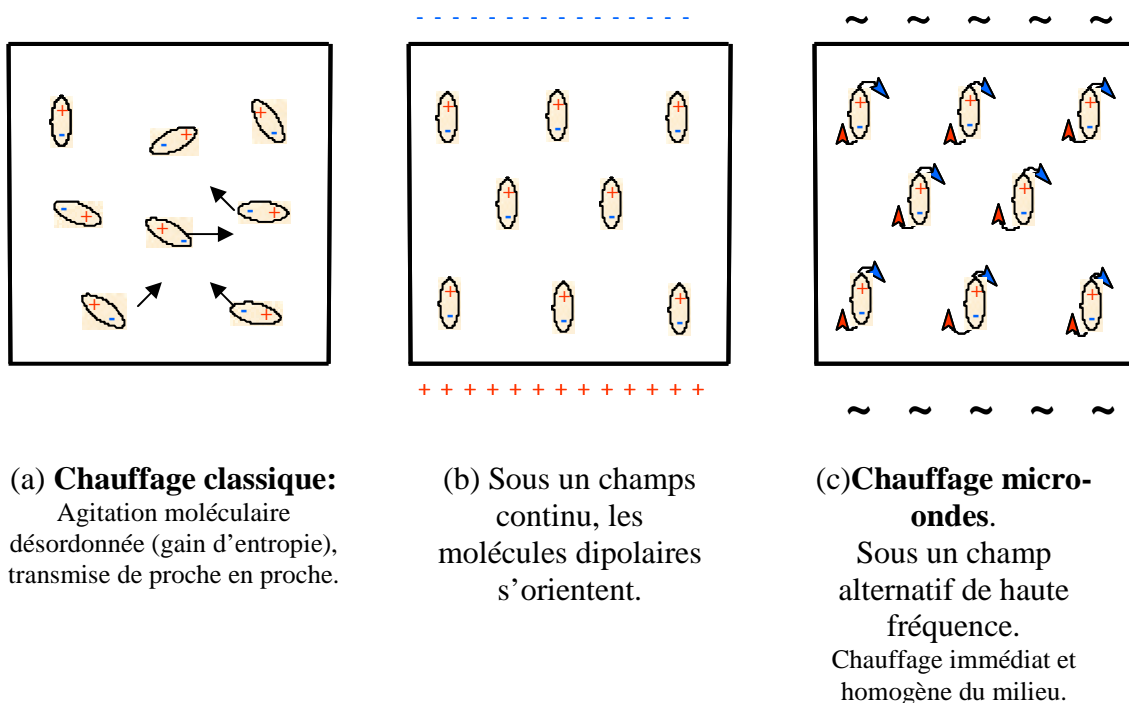 - - - - - - - - - - - - - - - -
~ ~ ~ ~ ~
+ + + + + + + + + + + + +
~ ~ ~ ~ ~
(a) Chauffage classique:
Agitation moléculaire
désordonnée (gain d’entropie),
transmise de proche en proche.
(b) Sous un champs
continu, les
molécules dipolaires
s’orientent.
(c)Chauffage micro-
ondes.
Sous un champ
alternatif de haute
fréquence.
Chauffage immédiat et
homogène du milieu.